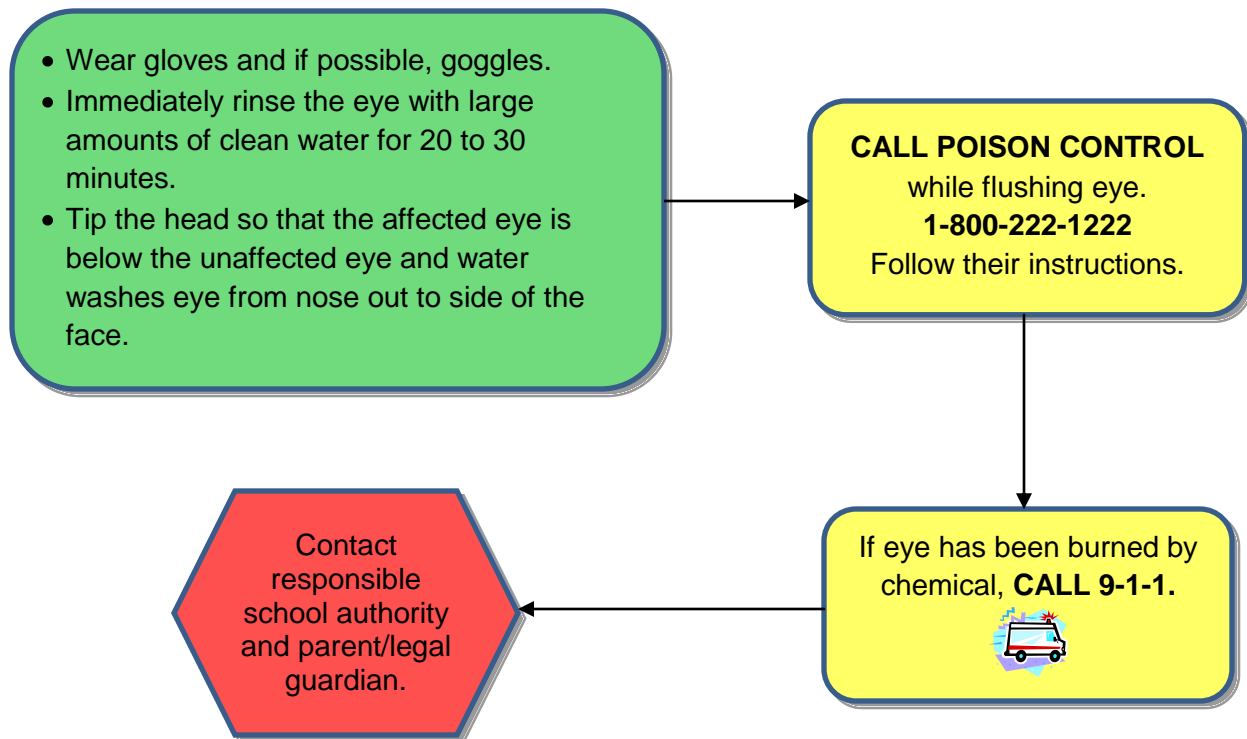 • Wear gloves and if possible, goggles.
• Immediately rinse the eye with large
amounts of clean water for 20 to 30
minutes.
• Tip the head so that the affected eye is
below the unaffected eye and water
washes eye from nose out to side of the
face.
CALL POISON CONTROL
while flushing eye.
1-800-222-1222
Follow their instructions.
If eye has been burned by
chemical, CALL 9-1-1.
Contact
responsible
school authority
and parent/legal
guardian.